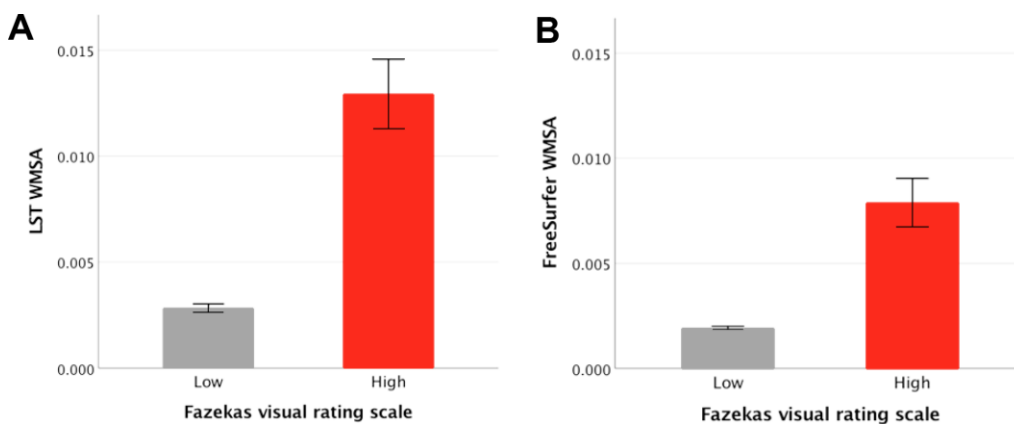 A
LST WMSA
0.015
0.010
0.005
0.000
Low
High
Fazekas visual rating scale
B
FreeSurfer WMSA
0.015
0.010
0.005
0.000
Low
High
Fazekas visual rating scale